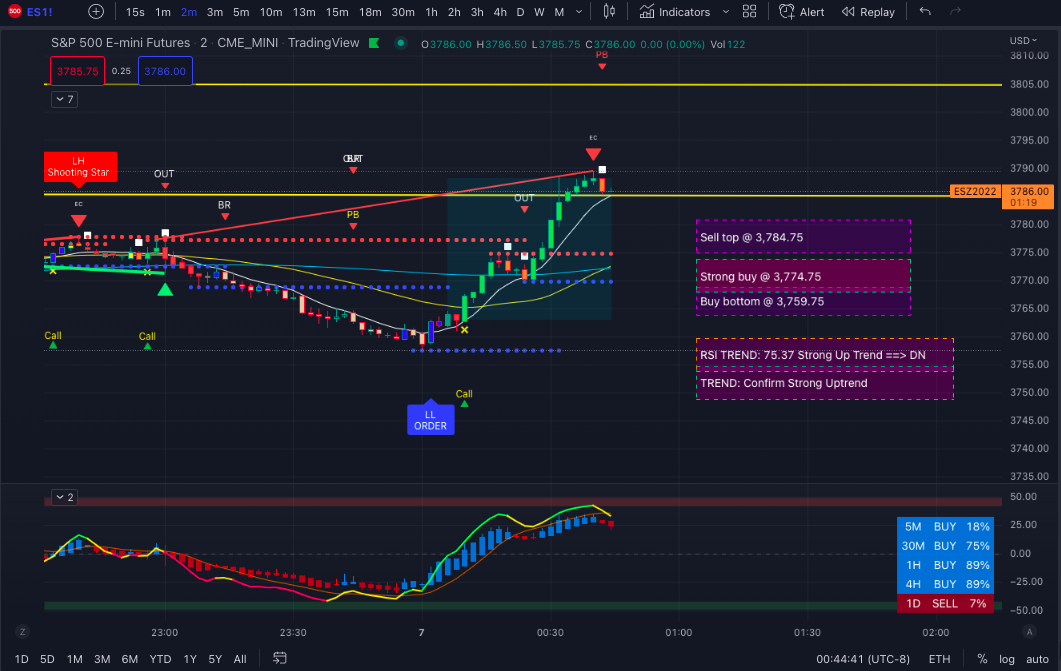 500 ES1! 15s 1m 2m 3m 5m 10m 13m 15m 18m 30m 1h 2h 3h 4h D W M Indicators Alert Replay
S&P 500 E-mini Futures · 2 · CME_MINI · TradingView O3786.00 H3786.50 L3785.75 C3786.00 0.00 (0.00%) Vol122
USD
3785.75 0.25 3786.00
7
PB
3810.00
3805.00
3800.00
3795.00
3790.00
ESZ2022 3786.00
01:19
3780.00
3775.00
3770.00
3765.00
3760.00
3755.00
3750.00
3745.00
3740.00
3735.00
LH
Shooting Star
EC
OUT
BR
PB
OUT
EC
Call
Call
Call
LL
ORDER
Sell top @ 3,784.75
Strong buy @ 3,774.75
Buy bottom @ 3,759.75
RSI TREND: 75.37 Strong Up Trend ==> DN
TREND: Confirm Strong Uptrend
2
50.00
25.00
0.00
−25.00
−50.00
5M BUY 18%
30M BUY 75%
1H BUY 89%
4H BUY 89%
1D SELL 7%
Z 23:00 23:30 7 00:30 01:00 01:30 02:00 A
1D 5D 1M 3M 6M YTD 1Y 5Y All 00:44:41 (UTC-8) ETH % log auto